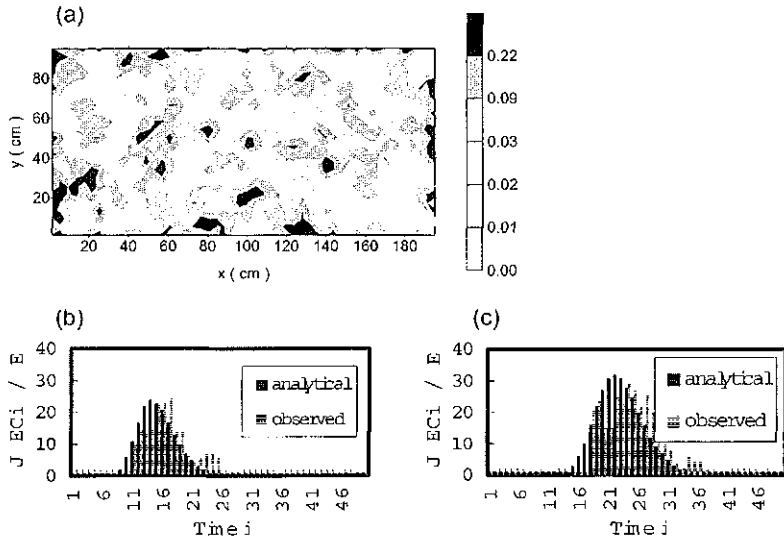 (a)
y (cm)
80
60
40
20
20 40 60 80 100 120 140 160 180
x ( cm )
0.22
0.09
0.03
0.02
0.01
0.00
(b)
J ECi / E
40
30
20
10
0
analytical
observed
1 6 11 16 21 26 31 36 41 46
Time i
(c)
J ECi / E
40
30
20
10
0
analytical
observed
1 6 11 16 21 26 31 36 41 46
Time i